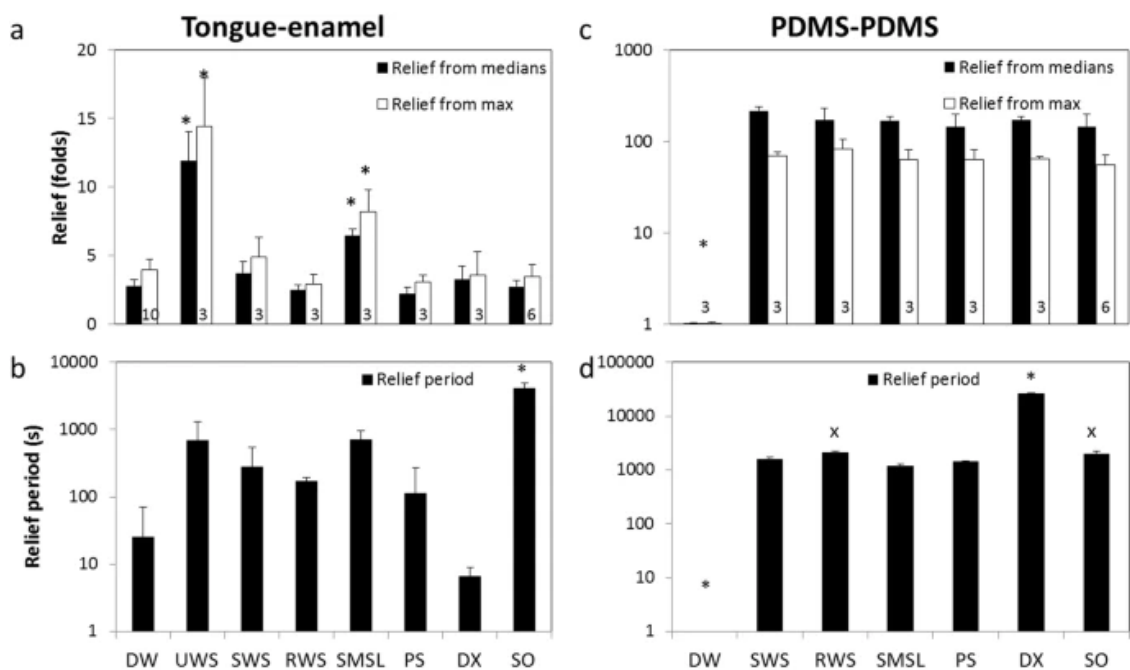 a Tongue-enamel
20
15
10
5
0
Relief (folds)
Relief from medians
Relief from max
* * * *
10 3 3 3 3 3 3 6
c PDMS-PDMS
1000
100
10
1
Relief from medians
Relief from max
*
3 3 3 3 3 3 6
b
10000
1000
100
10
1
Relief period (s)
Relief period
*
DW UWS SWS RWS SMSL PS DX SO
d
100000
10000
1000
100
10
1
Relief period
* x * x
DW SWS RWS SMSL PS DX SO